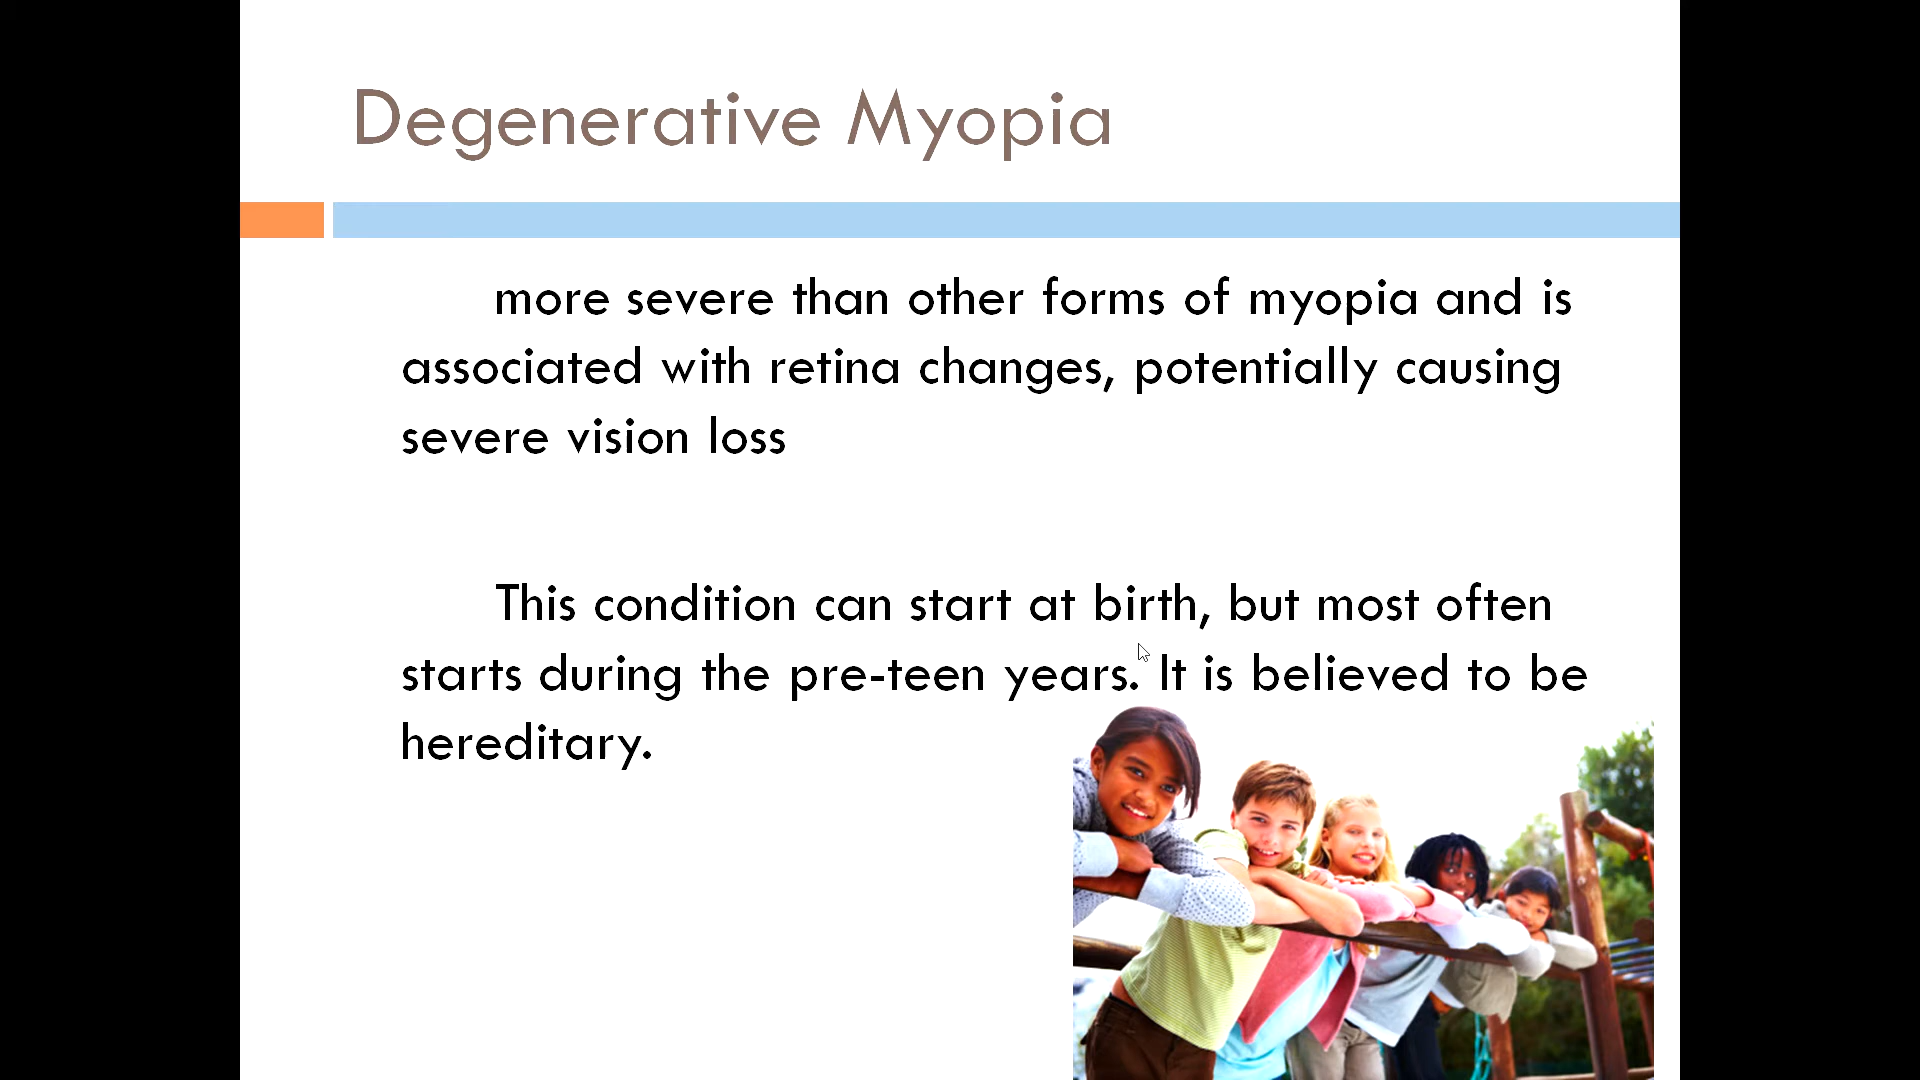 Degenerative Myopia
more severe than other forms of myopia and is
associated with retina changes, potentially causing
severe vision loss
This condition can start at birth, but most often
starts during the pre-teen years. It is believed to be
hereditary.